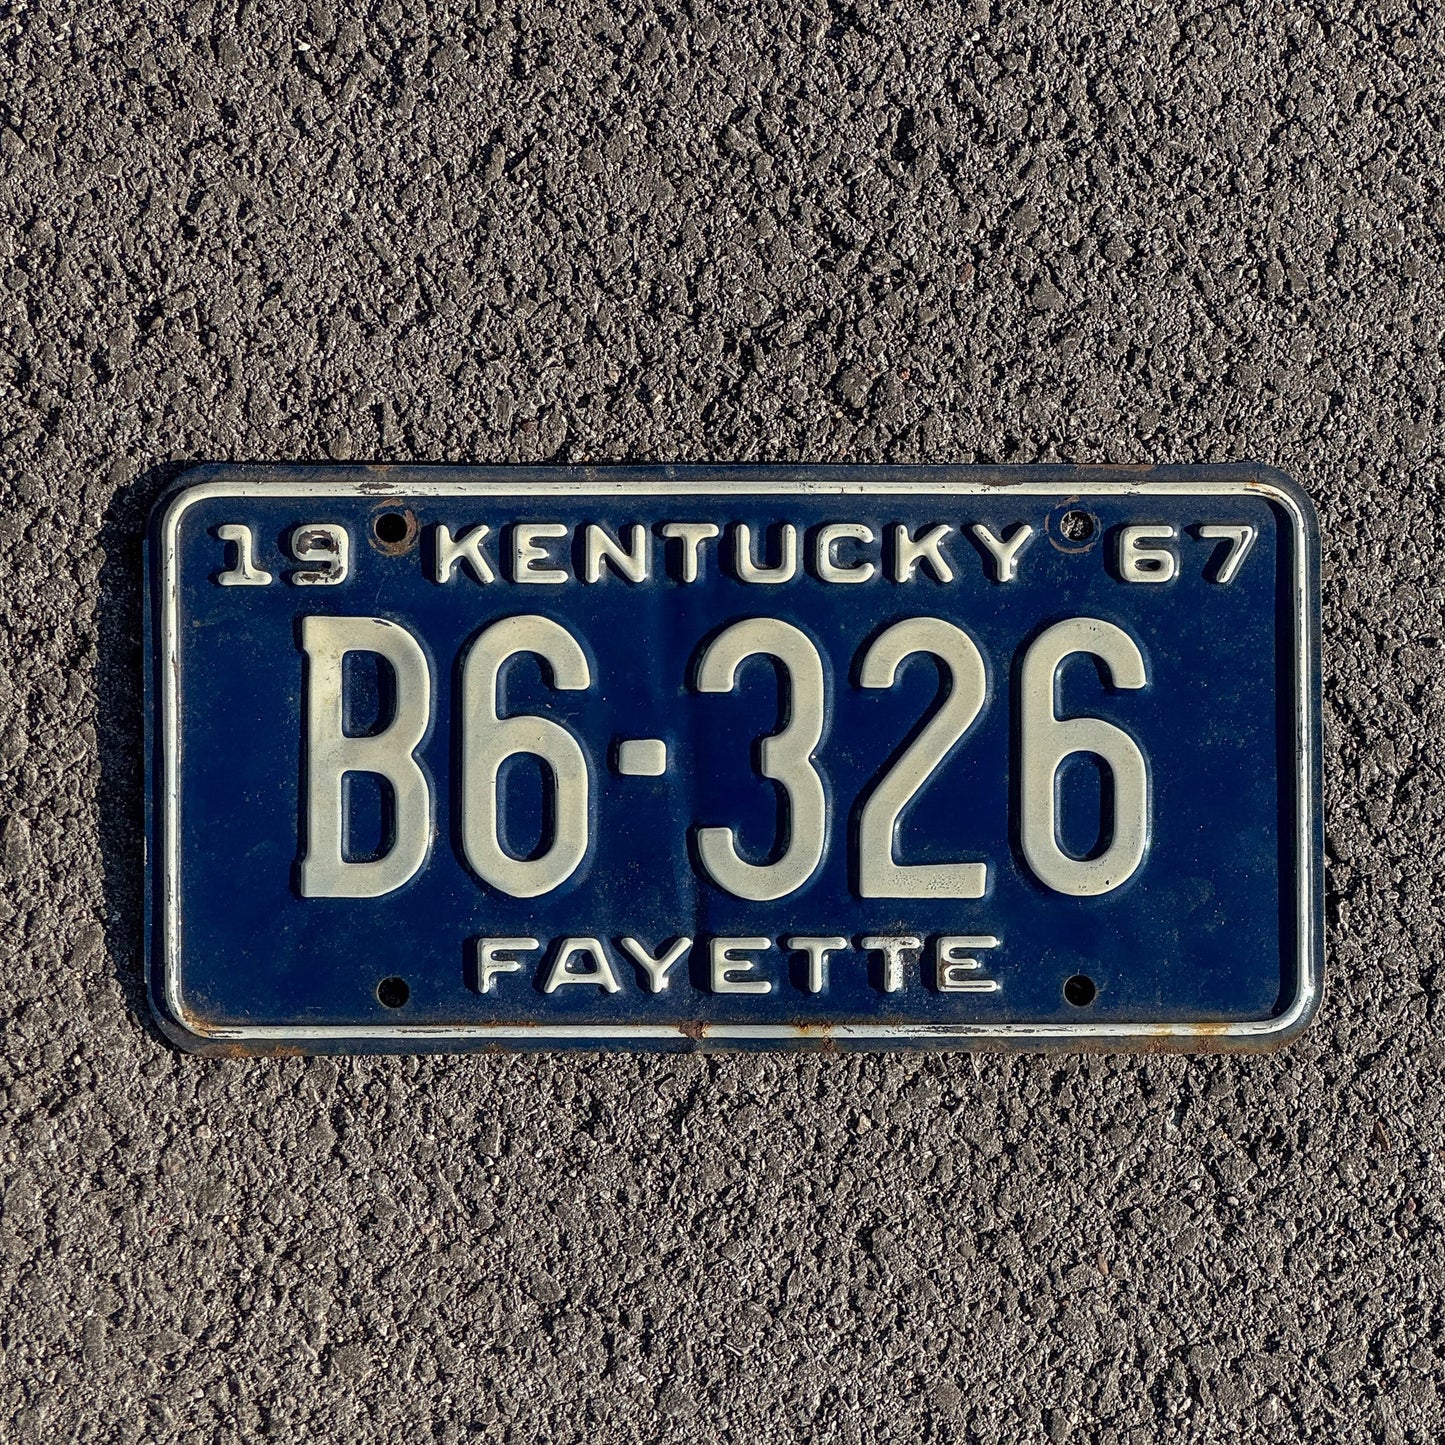 19 KENTUCKY 67
B6-326
FAYETTE